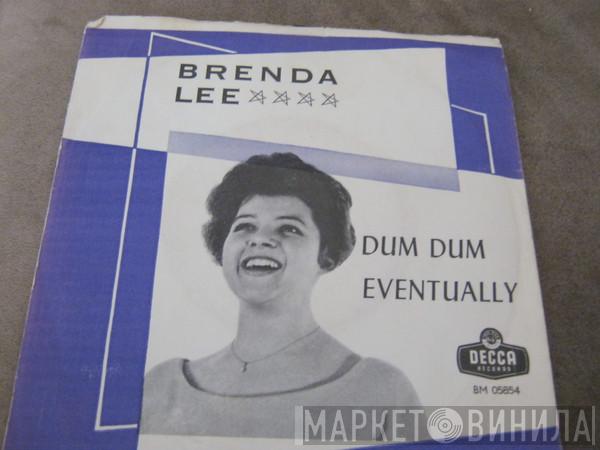 BRENDA
LEE
DUM DUM
EVENTUALLY
DECCA
RECORDS
BM 05854
МАРКЕТ ВИНИЛА